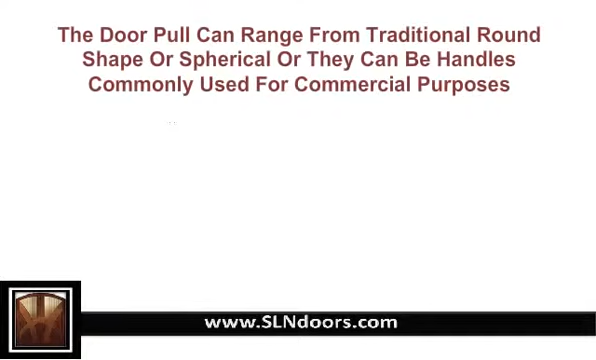 The Door Pull Can Range From Traditional Round
Shape Or Spherical Or They Can Be Handles
Commonly Used For Commercial Purposes
www.SLNdoors.com